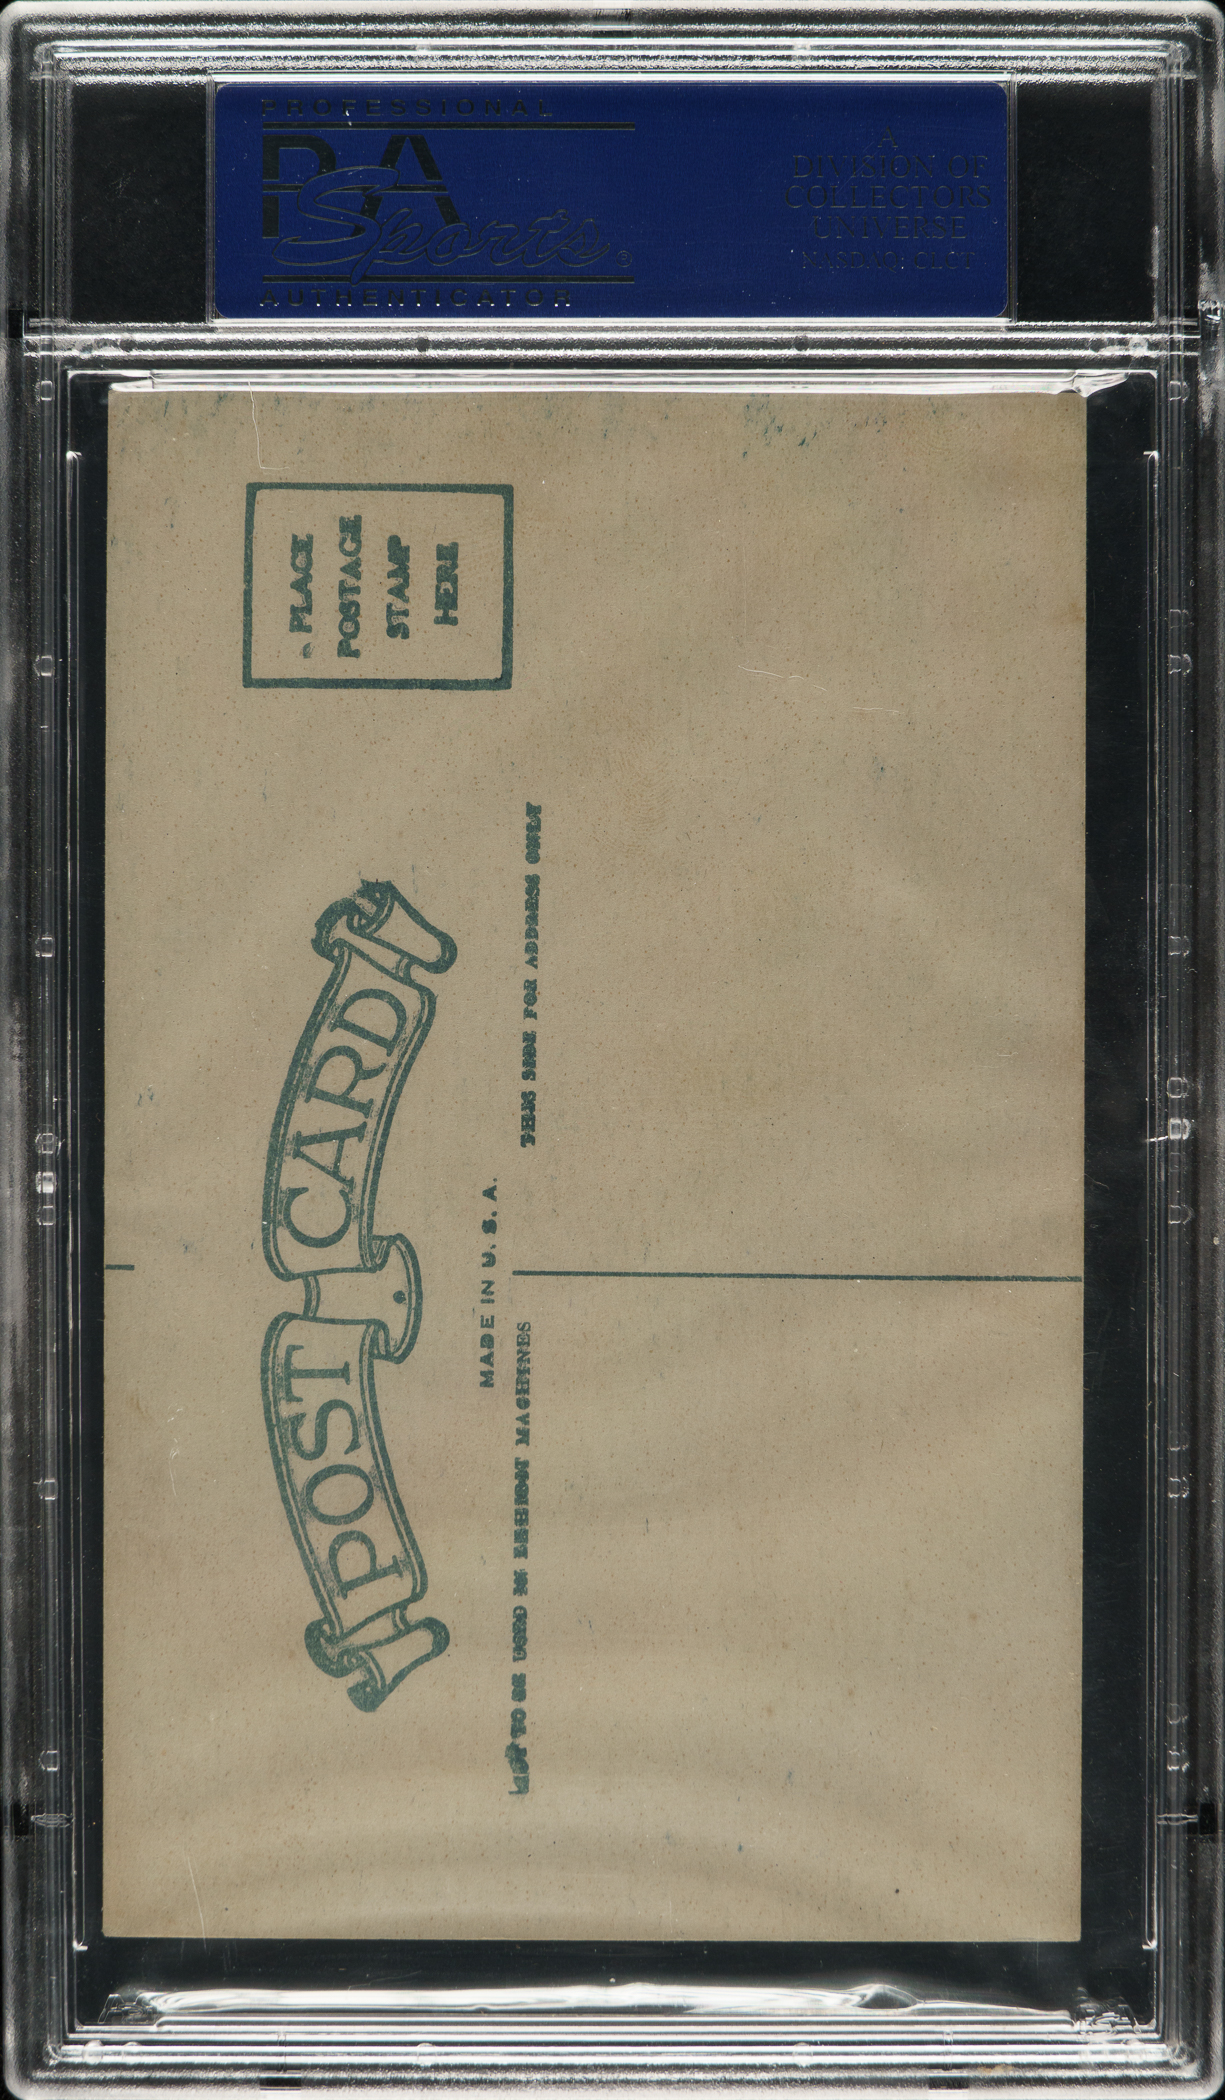 PROFESSIONAL
PSA
Sports®
AUTHENTICATOR
A
DIVISION OF
COLLECTORS
UNIVERSE
NASDAQ: CLCT
PLACE
POSTAGE
STAMP
HERE
POST CARD
MADE IN U. S. A.
NOT TO BE USED IN EXHIBIT MACHINES
THIS SIDE FOR ADDRESS ONLY